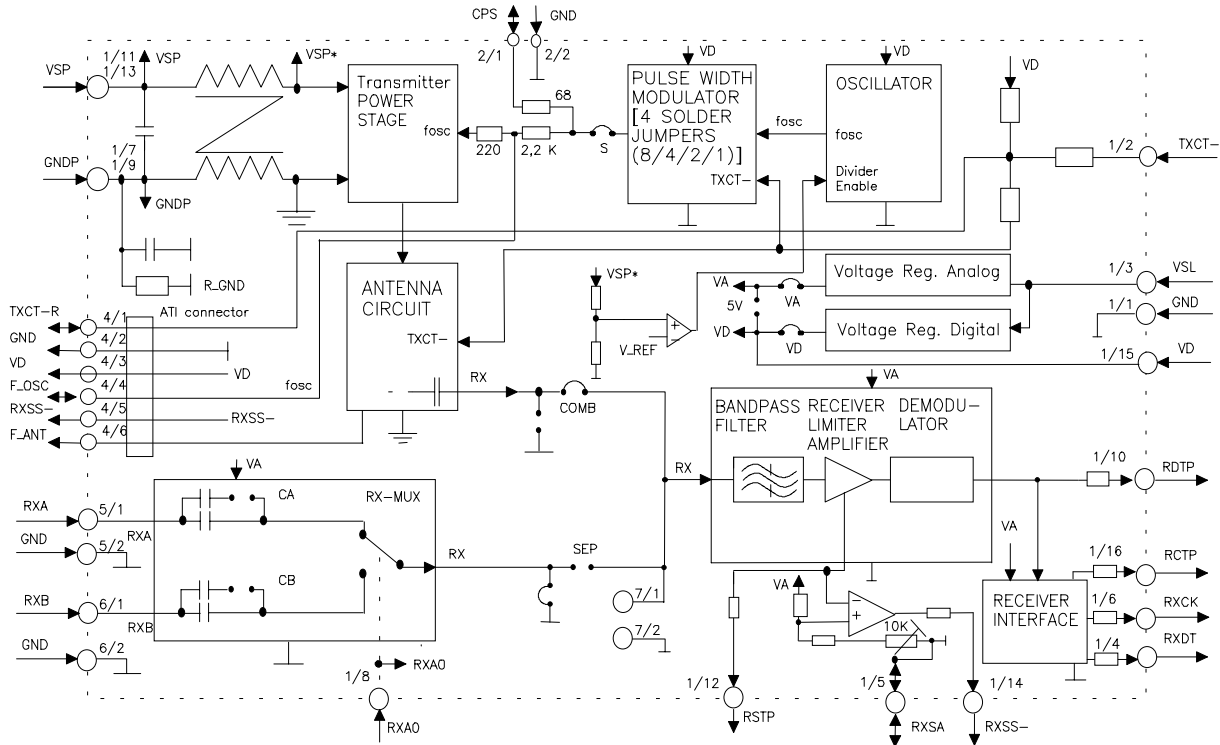 CPS
GND
2/1
2/2
VSP
1/11
1/13
VSP
VSP*
Transmitter
POWER
STAGE
fosc
220
2,2 K
68
S
VD
PULSE WIDTH
MODULATOR
[4 SOLDER
JUMPERS
(8/4/2/1)]
TXCT-
fosc
VD
OSCILLATOR
fosc
Divider
Enable
VD
1/2
TXCT-
GNDP
1/7
1/9
GNDP
R_GND
ANTENNA
CIRCUIT
TXCT-
VSP*
V_REF
VA
5V
VD
VA
VD
Voltage Reg. Analog
Voltage Reg. Digital
1/3
VSL
1/1
GND
1/15
VD
ATI connector
TXCT-R
4/1
GND
4/2
VD
4/3
VD
F_OSC
4/4
fosc
RXSS-
4/5
RXSS-
F_ANT
4/6
RX
COMB
VA
BANDPASS
FILTER
RECEIVER
LIMITER
AMPLIFIER
DEMODU-
LATOR
RX
1/10
RDTP
VA
RX-MUX
CA
CB
RXA
5/1
RXA
GND
5/2
RXB
6/1
RXB
GND
6/2
RX
SEP
7/1
7/2
1/8
RXA0
RXA0
VA
10K
VA
RECEIVER
INTERFACE
1/16
RCTP
1/6
RXCK
1/4
RXDT
1/12
RSTP
1/5
RXSA
1/14
RXSS-